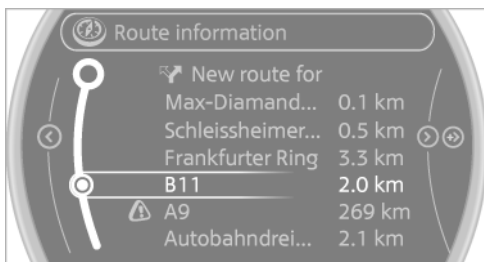 Route information
New route for
Max-Diamand... 0.1 km
Schleissheimer... 0.5 km
Frankfurter Ring 3.3 km
B11 2.0 km
A9 269 km
Autobahndrei... 2.1 km